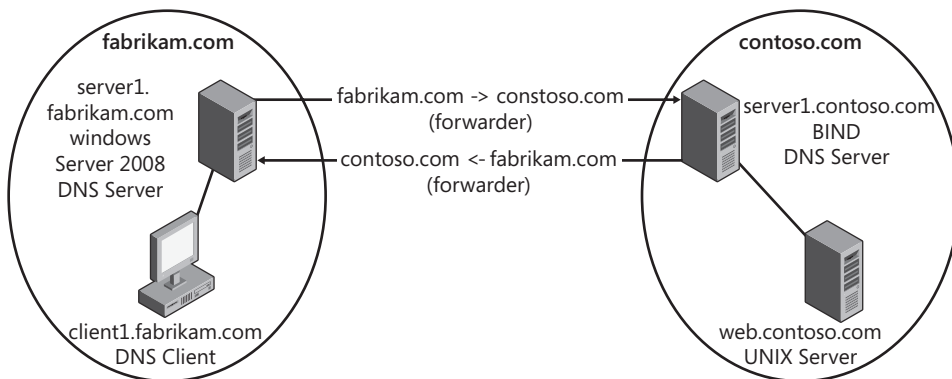 fabrikam.com
server1.
fabrikam.com
windows
Server 2008
DNS Server
client1.fabrikam.com
DNS Client
fabrikam.com -> constoso.com
(forwarder)
contoso.com <- fabrikam.com
(forwarder)
contoso.com
server1.contoso.com
BIND
DNS Server
web.contoso.com
UNIX Server